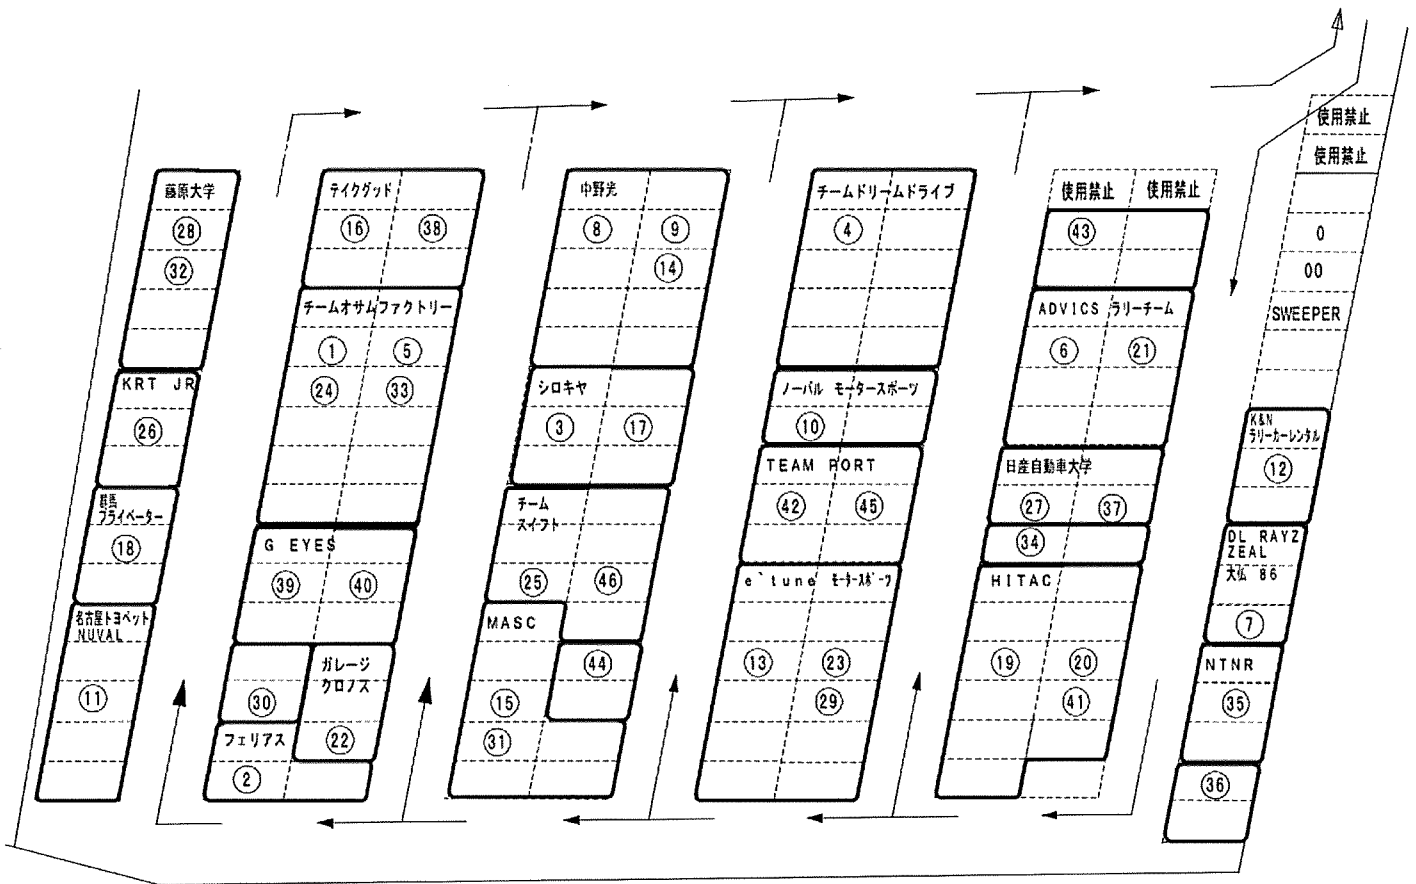 藤原大学
28
32
KRT JR
26
群馬
プライベーター
18
名古屋トヨペット
NUVAL
11
テイクグッド
16 38
チームオサムファクトリー
1 5
24 33
G EYES
39 40
30
ガレージ
クロノス
22
フェリアス
2
中野光
8 9
14
シロキヤ
3 17
チーム
スイフト
25 46
MASC
44
15
31
チームドリームドライブ
4
ノーバル モータースポーツ
10
TEAM PORT
42 45
e`tune モータースポーツ
13 23
29
使用禁止 使用禁止
43
ADVICS ラリーチーム
6 21
日産自動車大学
27 37
34
HITAC
19 20
41
使用禁止
使用禁止
0
00
SWEEPER
K&N
ラリーカーレンタル
12
DL RAYZ
ZEAL
大仏 86
7
NTNR
35
36